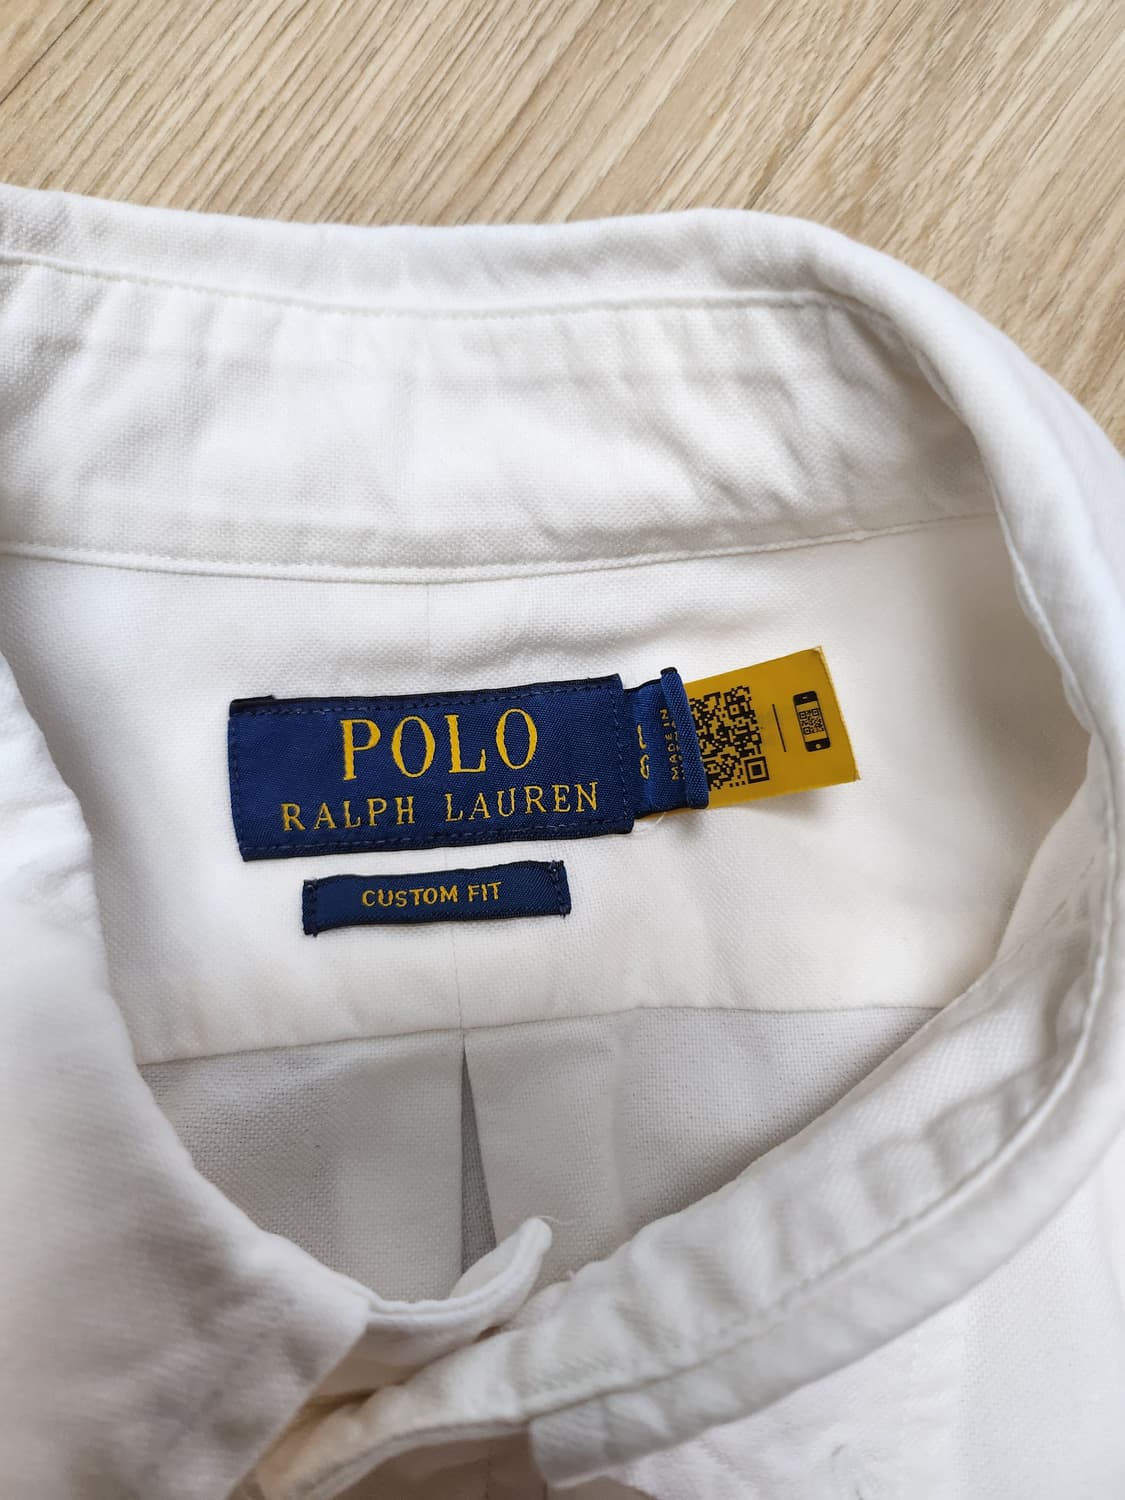 POLO
RALPH LAUREN
MADE IN
CUSTOM FIT